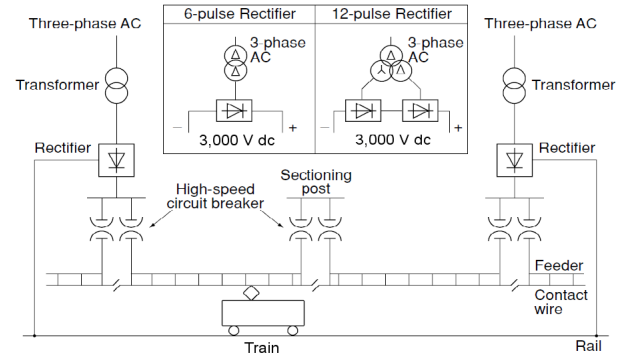 6-pulse Rectifier
12-pulse Rectifier
Three-phase AC
Three-phase AC
3-phase
AC
3-phase
AC
Transformer
Transformer
− +
− +
3,000 V dc
3,000 V dc
Rectifier
Rectifier
High-speed
circuit breaker
Sectioning
post
Feeder
Contact
wire
Train
Rail